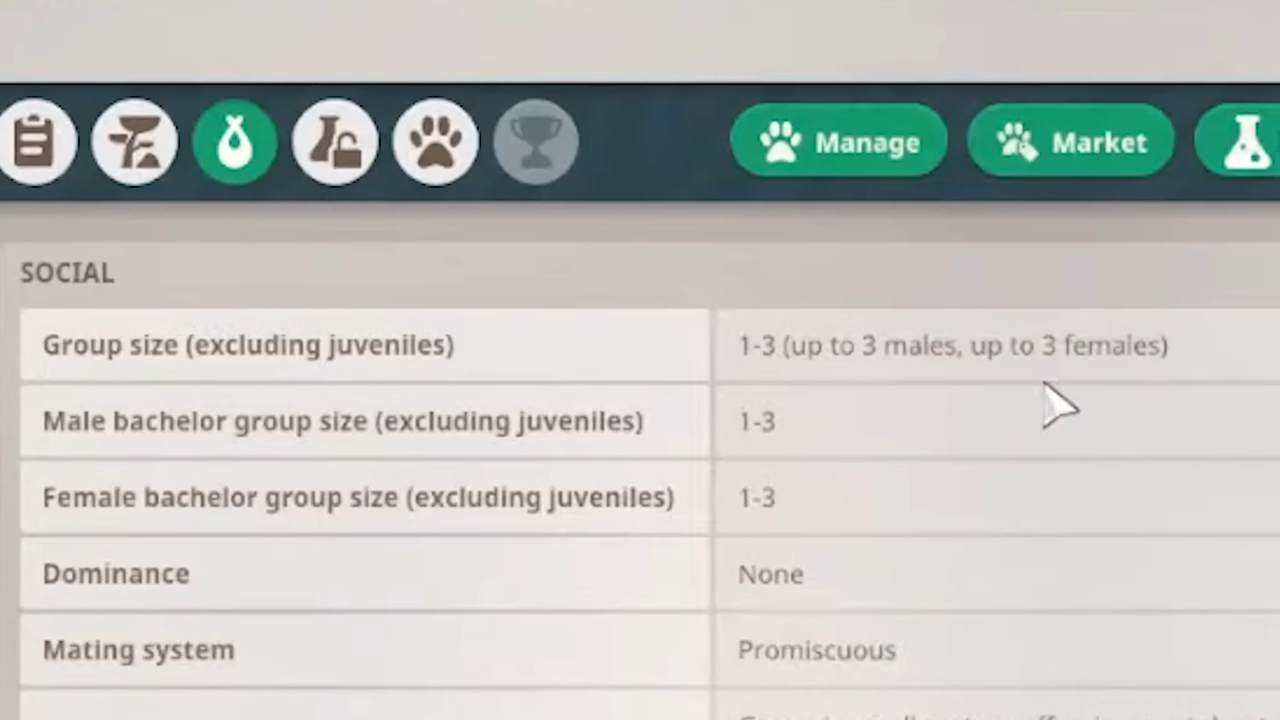 Manage Market
SOCIAL
Group size (excluding juveniles) 1-3 (up to 3 males, up to 3 females)
Male bachelor group size (excluding juveniles) 1-3
Female bachelor group size (excluding juveniles) 1-3
Dominance None
Mating system Promiscuous